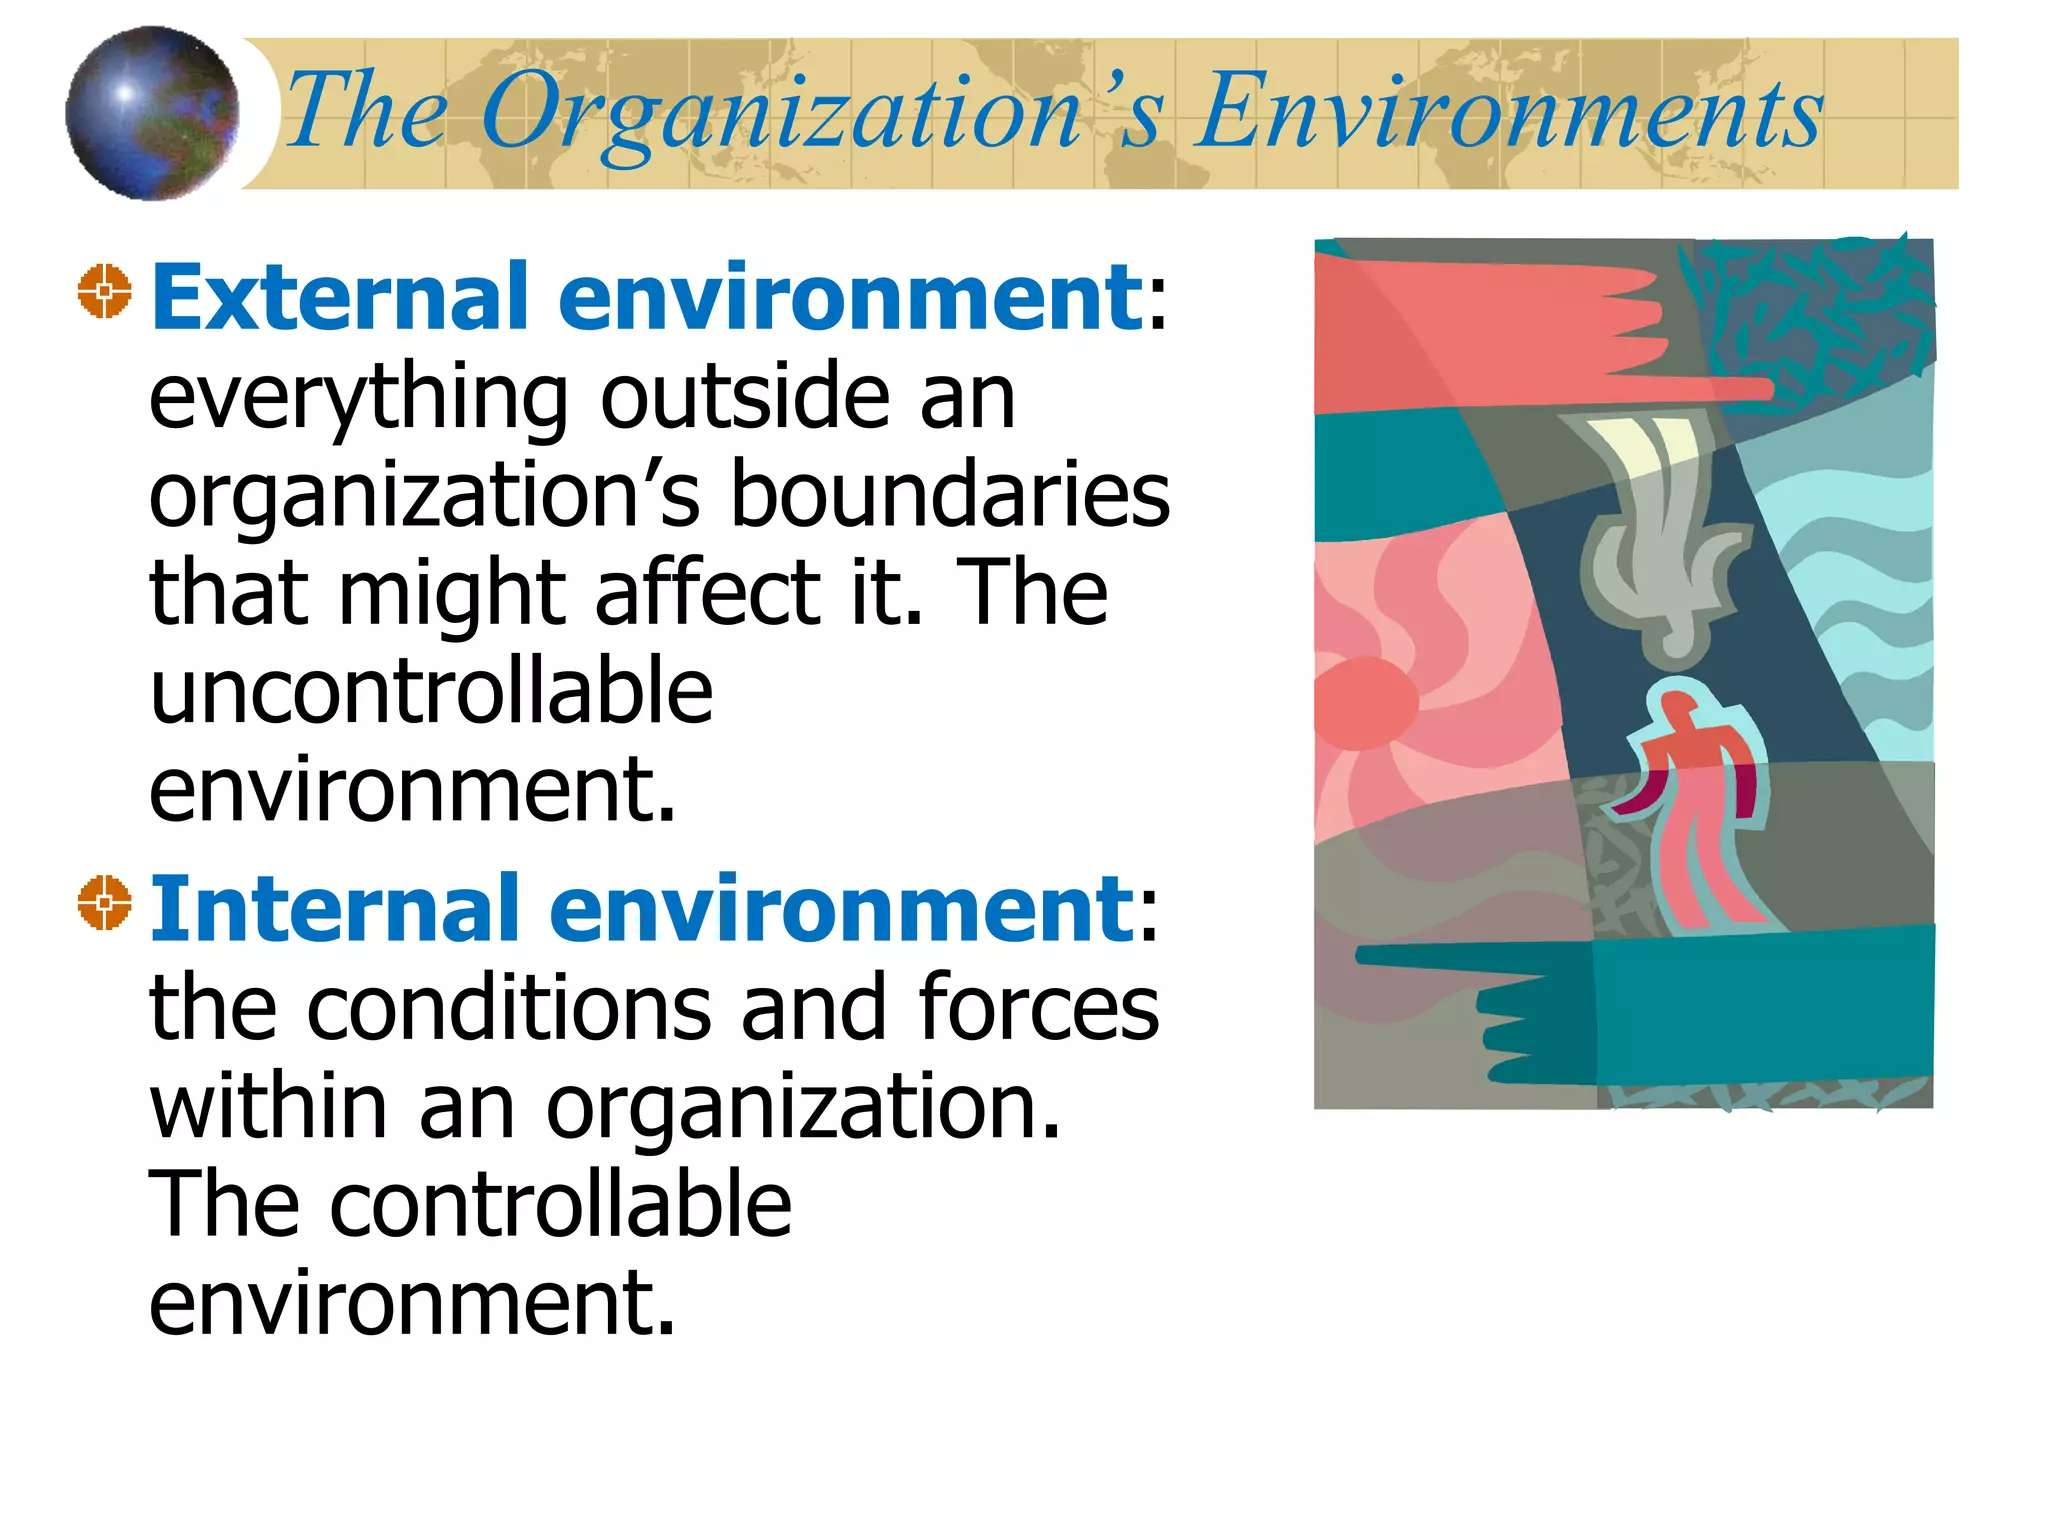 The Organization’s Environments
External environment:
everything outside an
organization’s boundaries
that might affect it. The
uncontrollable
environment.
Internal environment:
the conditions and forces
within an organization.
The controllable
environment.